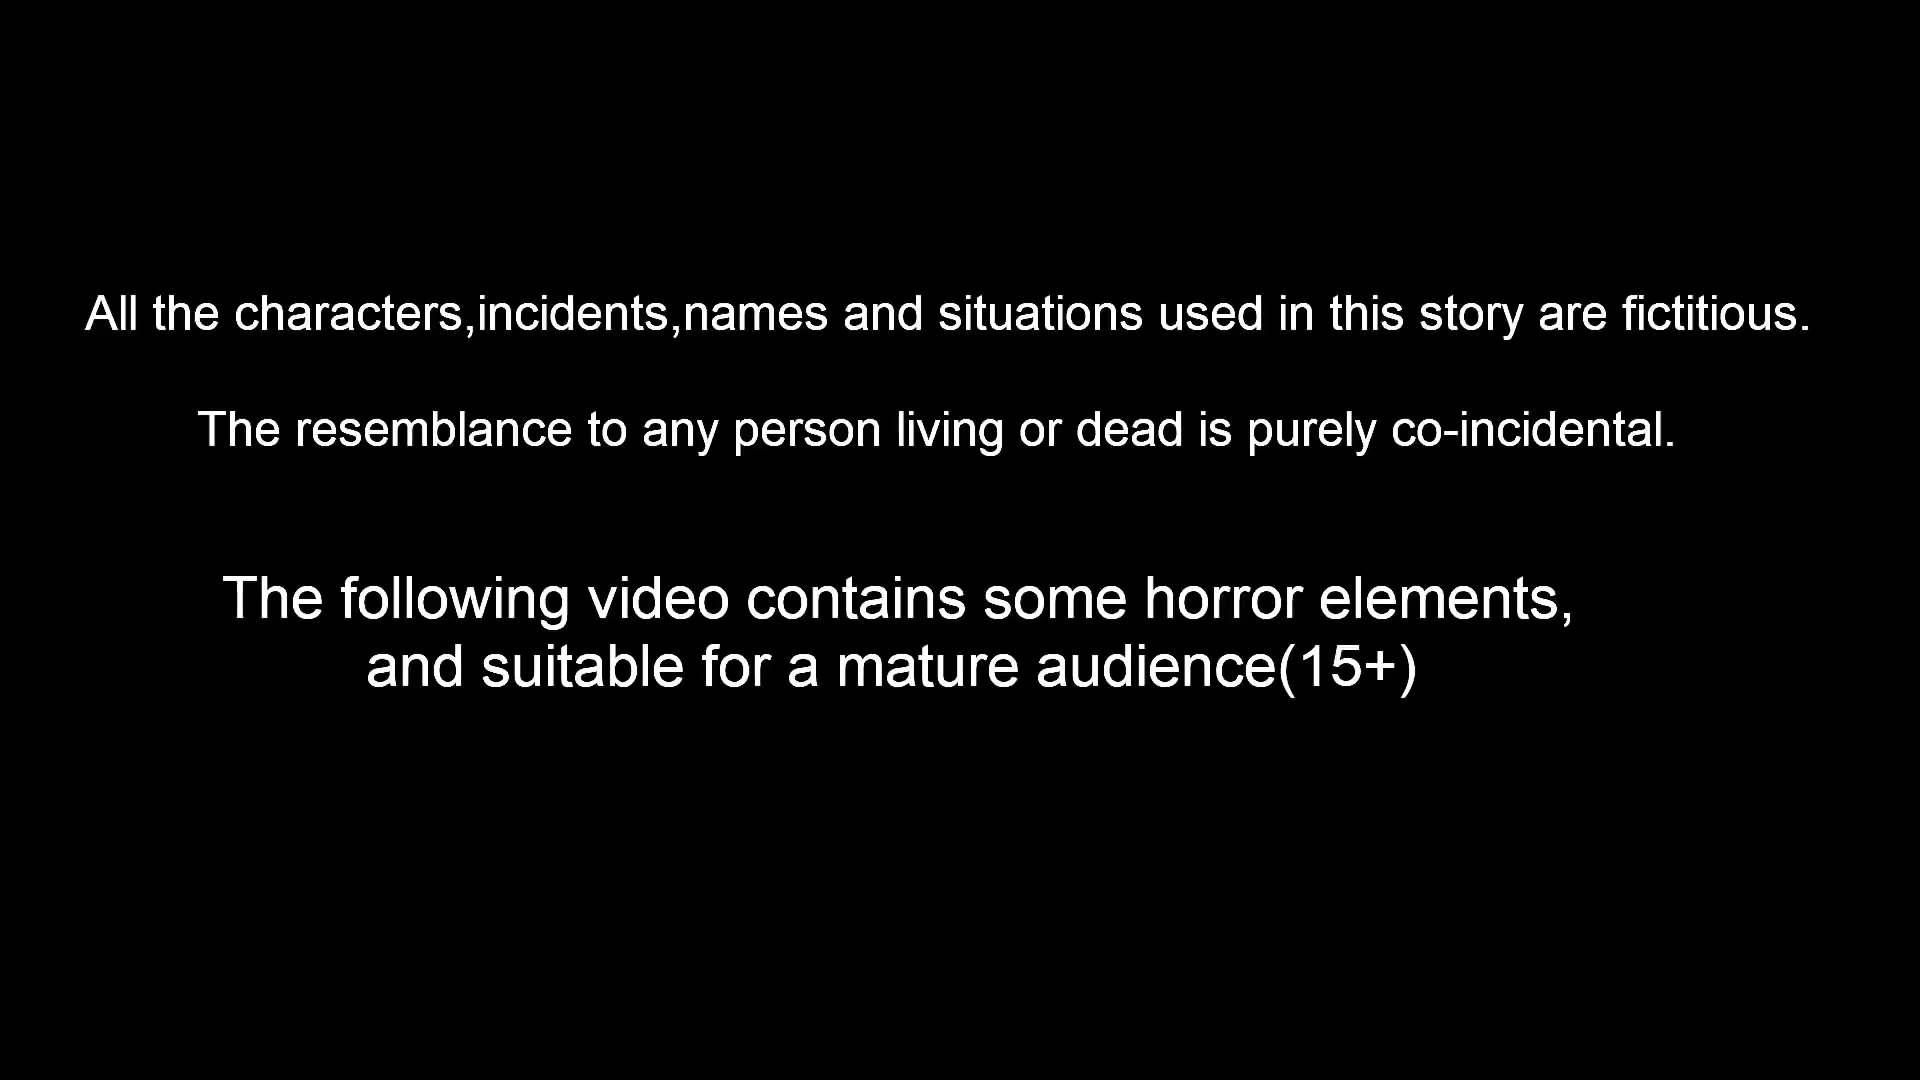 All the characters,incidents,names and situations used in this story are fictitious.
The resemblance to any person living or dead is purely co-incidental.
The following video contains some horror elements,
and suitable for a mature audience(15+)